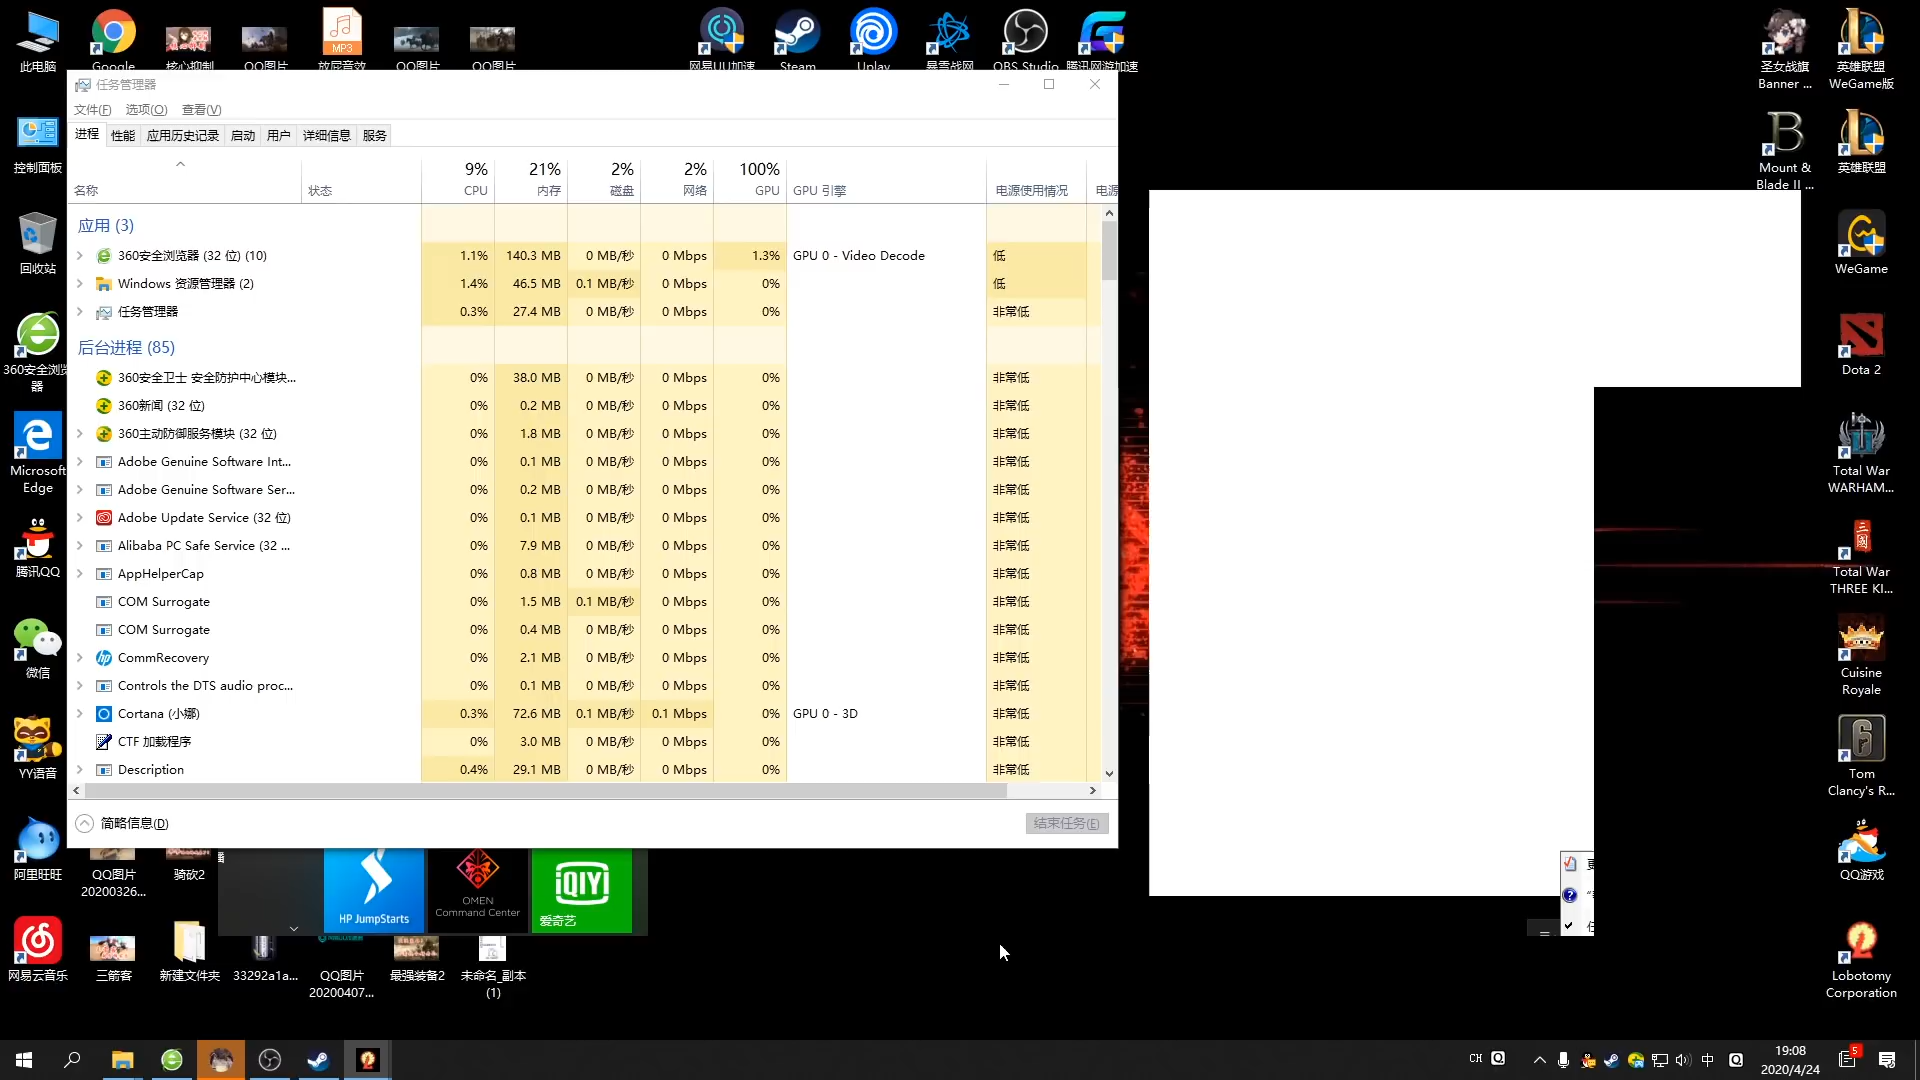 此电脑
Google
核心抑制
QQ图片
放屁音效
QQ图片
QQ图片
网易UU加速
Steam
Uplay
暴雪战网
OBS Studio
腾讯网游加速
圣女战旗
Banner ...
英雄联盟
WeGame版
MP3
任务管理器
文件(F) 选项(O) 查看(V)
进程 性能 应用历史记录 启动 用户 详细信息 服务
9% 21% 2% 2% 100%
名称 状态 CPU 内存 磁盘 网络 GPU GPU 引擎 电源使用情况 电源
应用 (3)
360安全浏览器 (32 位) (10) 1.1% 140.3 MB 0 MB/秒 0 Mbps 1.3% GPU 0 - Video Decode 低
Windows 资源管理器 (2) 1.4% 46.5 MB 0.1 MB/秒 0 Mbps 0% 低
任务管理器 0.3% 27.4 MB 0 MB/秒 0 Mbps 0% 非常低
后台进程 (85)
360安全卫士 安全防护中心模块... 0% 38.0 MB 0 MB/秒 0 Mbps 0% 非常低
360新闻 (32 位) 0% 0.2 MB 0 MB/秒 0 Mbps 0% 非常低
360主动防御服务模块 (32 位) 0% 1.8 MB 0 MB/秒 0 Mbps 0% 非常低
Adobe Genuine Software Int... 0% 0.1 MB 0 MB/秒 0 Mbps 0% 非常低
Adobe Genuine Software Ser... 0% 0.2 MB 0 MB/秒 0 Mbps 0% 非常低
Adobe Update Service (32 位) 0% 0.1 MB 0 MB/秒 0 Mbps 0% 非常低
Alibaba PC Safe Service (32 ... 0% 7.9 MB 0 MB/秒 0 Mbps 0% 非常低
AppHelperCap 0% 0.8 MB 0 MB/秒 0 Mbps 0% 非常低
COM Surrogate 0% 1.5 MB 0.1 MB/秒 0 Mbps 0% 非常低
COM Surrogate 0% 0.4 MB 0 MB/秒 0 Mbps 0% 非常低
CommRecovery 0% 2.1 MB 0 MB/秒 0 Mbps 0% 非常低
Controls the DTS audio proc... 0% 0.1 MB 0 MB/秒 0 Mbps 0% 非常低
Cortana (小娜) 0.3% 72.6 MB 0.1 MB/秒 0.1 Mbps 0% GPU 0 - 3D 非常低
CTF 加载程序 0% 3.0 MB 0 MB/秒 0 Mbps 0% 非常低
Description 0.4% 29.1 MB 0 MB/秒 0 Mbps 0% 非常低
简略信息(D) 结束任务(E)
控制面板
回收站
360安全浏览
器
Microsoft
Edge
腾讯QQ
微信
YY语音
阿里旺旺
网易云音乐
QQ图片
20200326...
骑砍2
HP JumpStarts
OMEN
Command Center
iQIYI
爱奇艺
三箭客
新建文件夹
33292a1a...
QQ图片
20200407...
最强装备2
未命名_副本
(1)
Mount &
Blade II ...
英雄联盟
WeGame
Dota 2
Total War
WARHAM...
三國
Total War
THREE KI...
Cuisine
Royale
Tom
Clancy's R...
QQ游戏
Lobotomy
Corporation
CH
中
19:08
2020/4/24
5